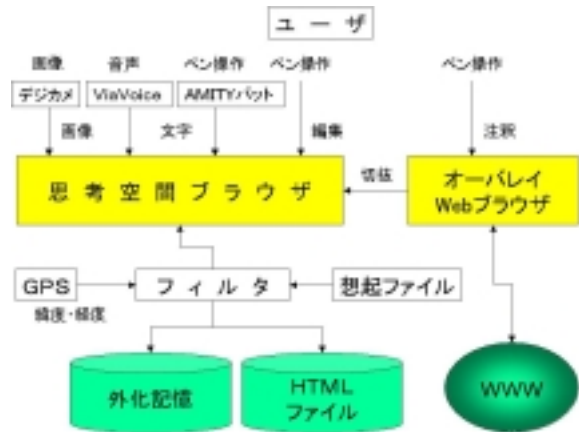 ユーザ
画像 音声 ペン操作 ペン操作 ペン操作
デジカメ ViaVoice AMITYパット
画像 文字 編集 注釈
思考空間ブラウザ 切抜 オーバレイ
Webブラウザ
GPS フィルタ 想起ファイル
緯度・経度
外化記憶 HTML
ファイル WWW